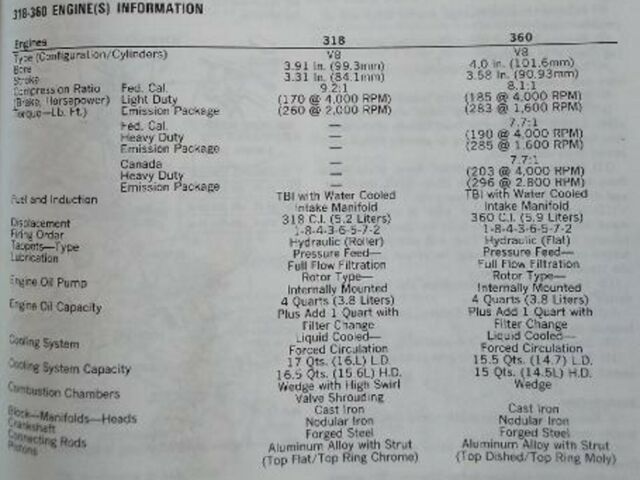 318-360 ENGINE(S) INFORMATION
Engines 318 360
Type (Configuration/Cylinders) V8 V8
Bore 3.91 In. (99.3mm) 4.0 in. (101.6mm)
Stroke 3.31 In. (84.1mm) 3.58 In. (90.93mm)
Compression Ratio Fed. Cal. 9.2:1 8.1:1
(Brake, Horsepower) Light Duty (170 @ 4,000 RPM) (185 @ 4,000 RPM)
Torque—Lb. Ft.) Emission Package (260 @ 2,000 RPM) (283 @ 1,600 RPM)
Fed. Cal. — 7.7:1
Heavy Duty — (190 @ 4,000 RPM)
Emission Package — (285 @ 1,600 RPM)
Canada — 7.7:1
Heavy Duty — (203 @ 4,000 RPM)
Emission Package — (296 @ 2.800 RPM)
Fuel and Induction TBI with Water Cooled TBI with Water Cooled
Intake Manifold Intake Manifold
Displacement 318 C.I. (5.2 Liters) 360 C.I. (5.9 Liters)
Firing Order 1-8-4-3-6-5-7-2 1-8-4-3-6-5-7-2
Tappets—Type Hydraulic (Roller) Hydraulic (Flat)
Lubrication Pressure Feed— Pressure Feed—
Full Flow Filtration Full Flow Filtration
Engine Oil Pump Rotor Type— Rotor Type—
Internally Mounted Internally Mounted
Engine Oil Capacity 4 Quarts (3.8 Liters) 4 Quarts (3.8 Liters)
Plus Add 1 Quart with Plus Add 1 Quart with
Filter Change Filter Change
Cooling System Liquid Cooled— Liquid Cooled—
Forced Circulation Forced Circulation
Cooling System Capacity 17 Qts. (16.L) L.D. 15.5 Qts. (14.7) L.D.
16.5 Qts. (15 6L) H.D. 15 Qts. (14.5L) H.D.
Combustion Chambers Wedge with High Swirl Wedge
Valve Shrouding
Block—Manifolds—Heads Cast Iron Cast Iron
Crankshaft Nodular Iron Nodular Iron
Connecting Rods Forged Steel Forged Steel
Pistons Aluminum Alloy with Strut Aluminum Alloy with Strut
(Top Flat/Top Ring Chrome) (Top Dished/Top Ring Moly)